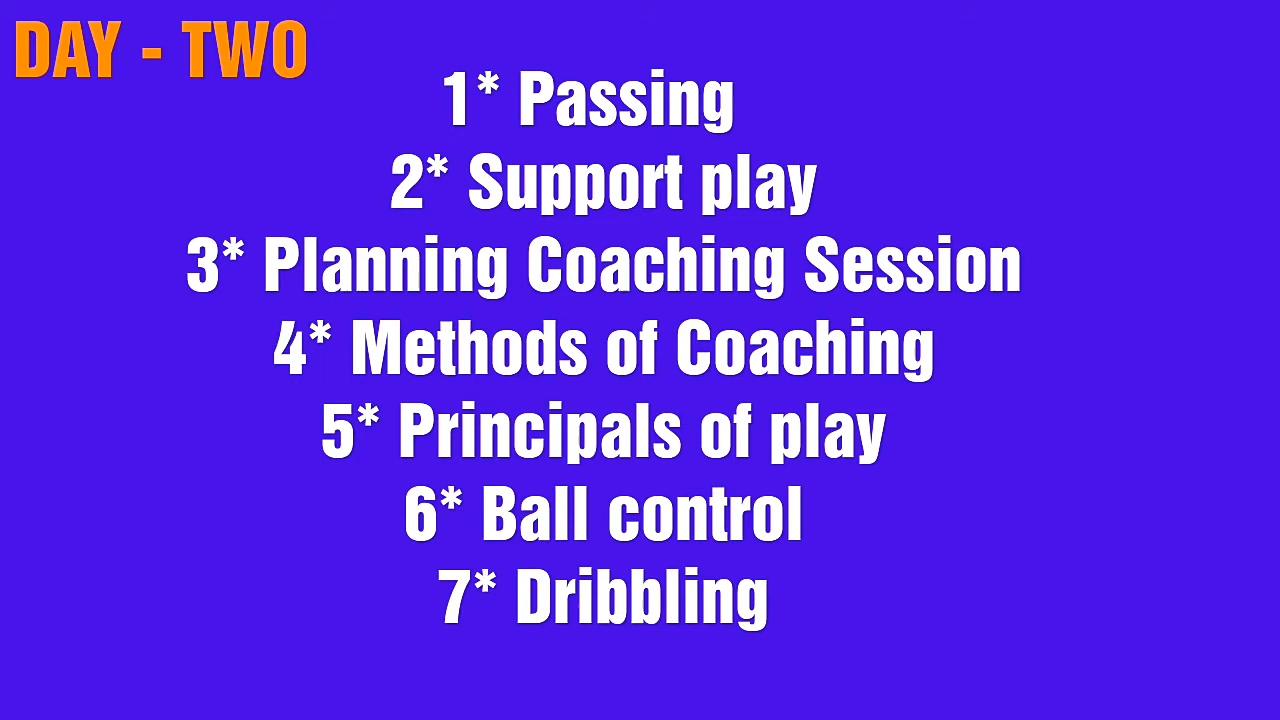 DAY - TWO
1* Passing
2* Support play
3* Planning Coaching Session
4* Methods of Coaching
5* Principals of play
6* Ball control
7* Dribbling